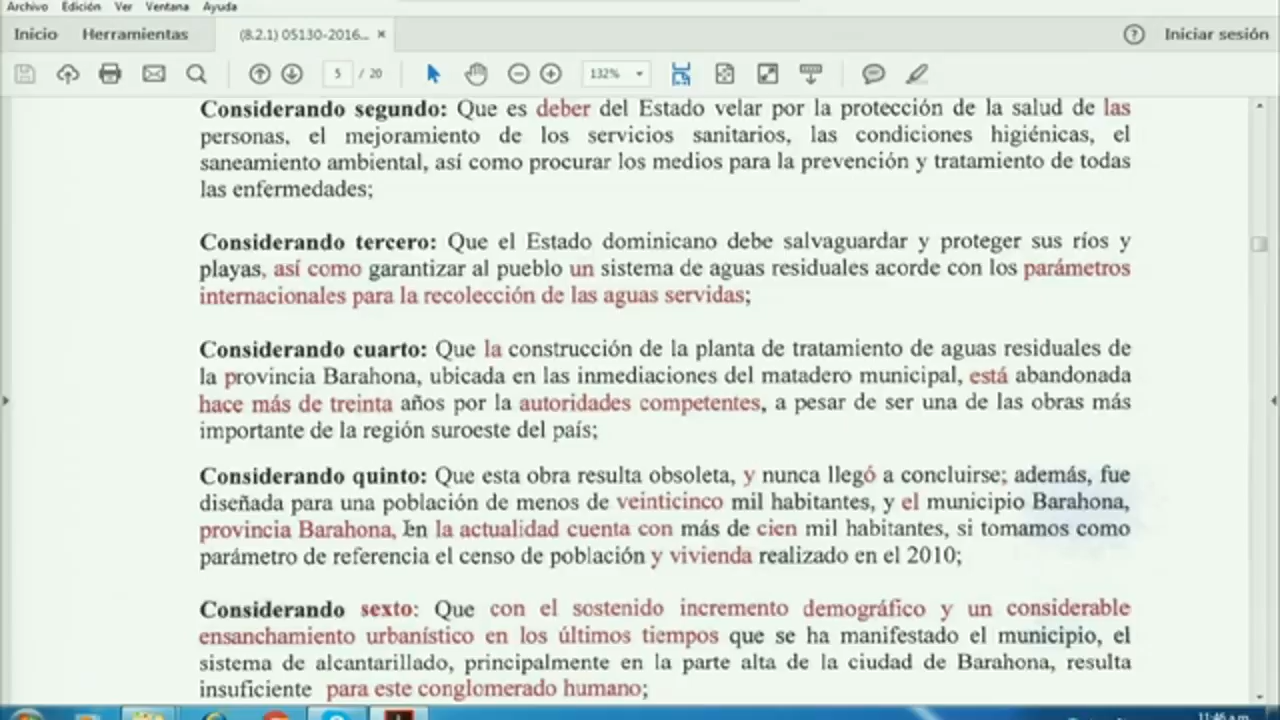 Archivo Edición Ver Ventana Ayuda
Inicio Herramientas (8.2.1) 05130-2016... × ? Iniciar sesión
5 / 20 132%
Considerando segundo: Que es deber del Estado velar por la protección de la salud de las
personas, el mejoramiento de los servicios sanitarios, las condiciones higiénicas, el
saneamiento ambiental, así como procurar los medios para la prevención y tratamiento de todas
las enfermedades;
Considerando tercero: Que el Estado dominicano debe salvaguardar y proteger sus ríos y
playas, así como garantizar al pueblo un sistema de aguas residuales acorde con los parámetros
internacionales para la recolección de las aguas servidas;
Considerando cuarto: Que la construcción de la planta de tratamiento de aguas residuales de
la provincia Barahona, ubicada en las inmediaciones del matadero municipal, está abandonada
hace más de treinta años por la autoridades competentes, a pesar de ser una de las obras más
importante de la región suroeste del país;
Considerando quinto: Que esta obra resulta obsoleta, y nunca llegó a concluirse; además, fue
diseñada para una población de menos de veinticinco mil habitantes, y el municipio Barahona,
provincia Barahona, en la actualidad cuenta con más de cien mil habitantes, si tomamos como
parámetro de referencia el censo de población y vivienda realizado en el 2010;
Considerando sexto: Que con el sostenido incremento demográfico y un considerable
ensanchamiento urbanístico en los últimos tiempos que se ha manifestado el municipio, el
sistema de alcantarillado, principalmente en la parte alta de la ciudad de Barahona, resulta
insuficiente para este conglomerado humano;